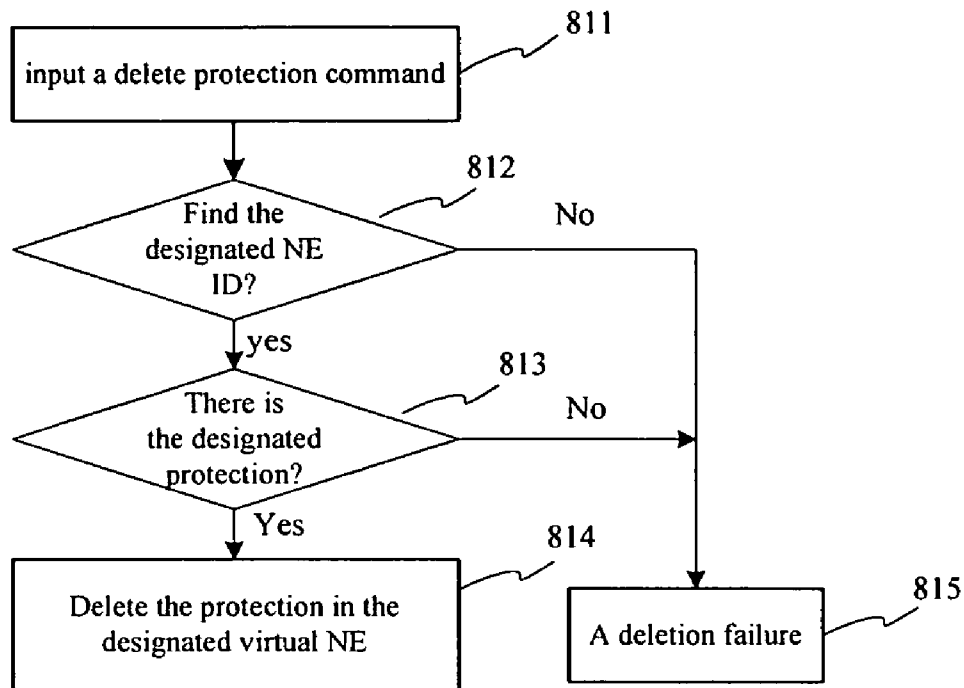 811
input a delete protection command
812
Find the
designated NE
ID?
No
yes
813
There is
the designated
protection?
No
Yes
814
Delete the protection in the
designated virtual NE
815
A deletion failure